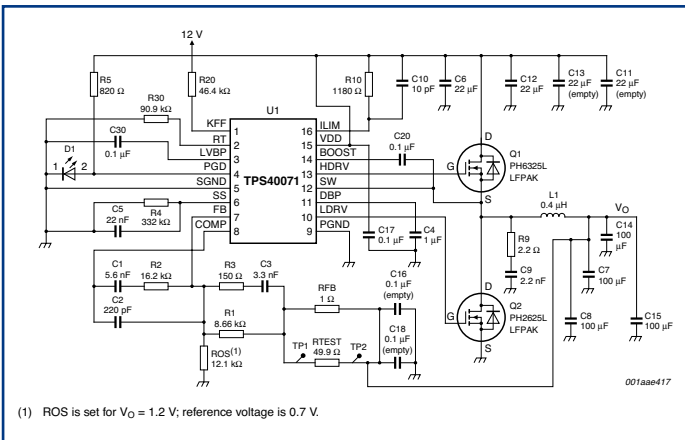 12 V
R5
820 Ω
R20
46.4 kΩ
R10
1180 Ω
C10
10 pF
C6
22 μF
C12
22 μF
C13
22 μF
(empty)
C11
22 μF
(empty)
R30
90.9 kΩ
U1
KFF
1
16
ILIM
C30
0.1 μF
RT
2
15
VDD
C20
0.1 μF
LVBP
3
14
BOOST
D1
1
2
PGD
4
TPS40071
13
HDRV
SGND
5
12
SW
SS
6
11
DBP
FB
7
10
LDRV
COMP
8
9
PGND
D
G
Q1
PH6325L
LFPAK
S
C5
22 nF
R4
332 kΩ
L1
0.4 μH
VO
C14
100
μF
C17
0.1 μF
C4
1 μF
R9
2.2 Ω
C9
2.2 nF
C7
100 μF
C1
5.6 nF
R2
16.2 kΩ
R3
150 Ω
C3
3.3 nF
C2
220 pF
RFB
1 Ω
C16
0.1 μF
(empty)
D
G
Q2
PH2625L
LFPAK
S
R1
8.66 kΩ
TP1
RTEST
49.9 Ω
TP2
C18
0.1 μF
(empty)
C8
100 μF
C15
100 μF
ROS(1)
12.1 kΩ
001aae417
(1) ROS is set for VO = 1.2 V; reference voltage is 0.7 V.